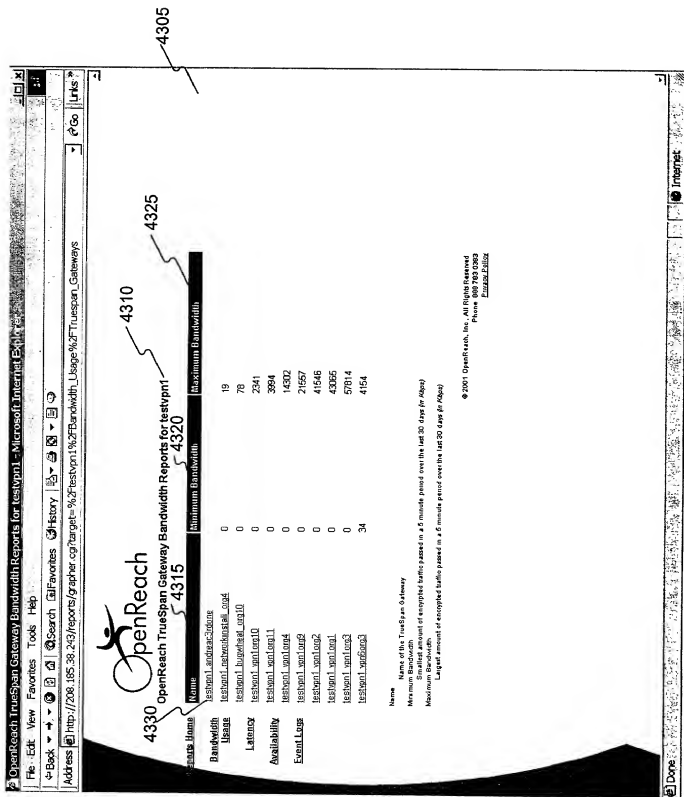 OpenReach TrueSpan Gateway Bandwidth Reports for testvpn1 - Microsoft Internet Explorer
File Edit View Favorites Tools Help
Back Search Favorites History
Address http://208.185.38.243/reports/grapher.cgi?target=%2Ftestvpn1%2FBandwidth_Usage%2FTruespan_Gateways Go Links »
OpenReach
OpenReach TrueSpan Gateway Bandwidth Reports for testvpn1
4310
4305
4330
4315
4320
4325
Reports Home
Bandwidth Usage
Latency
Availability
Event Logs
Name Minimum Bandwidth Maximum Bandwidth
testvpn1.andreac3rdone
testvpn1.networkinstall_org4 0 19
testvpn1.bugwheat_org10 0 78
testvpn1.vpn1org10 0 2341
testvpn1.vpn1org11 0 3994
testvpn1.vpn1org4 0 14302
testvpn1.vpn1org9 0 21557
testvpn1.vpn1org2 0 41546
testvpn1.vpn1org1 0 43065
testvpn1.vpn1org3 0 57814
testvpn1.vpn6org3 34 4154
Name
Name of the TrueSpan Gateway
Minimum Bandwidth
Smallest amount of encrypted traffic passed in a 5 minute period over the last 30 days (in Kbps)
Maximum Bandwidth
Largest amount of encrypted traffic passed in a 5 minute period over the last 30 days (in Kbps)
© 2001 OpenReach, Inc., All Rights Reserved
Phone 888 783 0383
Privacy Policy
Done Internet